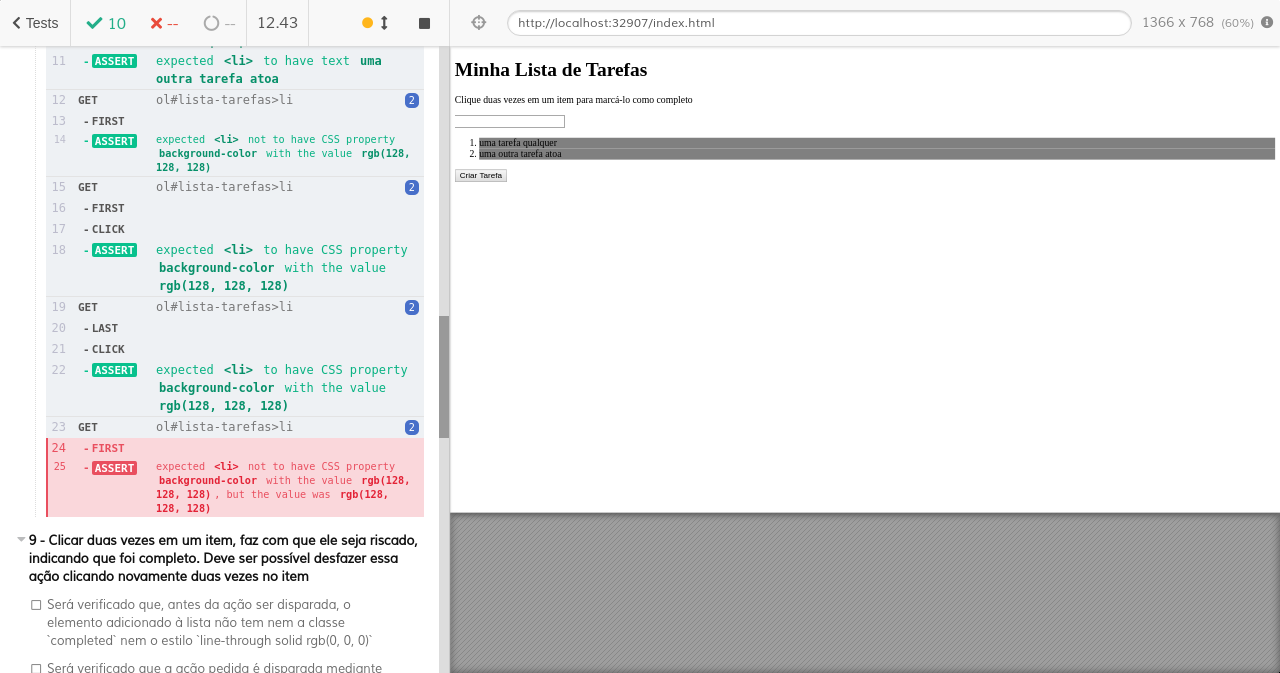 Tests 10 -- -- 12.43
http://localhost:32907/index.html 1366 x 768 (60%)
11 - ASSERT expected <li> to have text uma
outra tarefa atoa
12 GET ol#lista-tarefas>li 2
13 - FIRST
14 - ASSERT expected <li> not to have CSS property
background-color with the value rgb(128,
128, 128)
15 GET ol#lista-tarefas>li 2
16 - FIRST
17 - CLICK
18 - ASSERT expected <li> to have CSS property
background-color with the value
rgb(128, 128, 128)
19 GET ol#lista-tarefas>li 2
20 - LAST
21 - CLICK
22 - ASSERT expected <li> to have CSS property
background-color with the value
rgb(128, 128, 128)
23 GET ol#lista-tarefas>li 2
24 - FIRST
25 - ASSERT expected <li> not to have CSS property
background-color with the value rgb(128,
128, 128) , but the value was rgb(128,
128, 128)
9 - Clicar duas vezes em um item, faz com que ele seja riscado,
indicando que foi completo. Deve ser possível desfazer essa
ação clicando novamente duas vezes no item
Será verificado que, antes da ação ser disparada, o
elemento adicionado à lista não tem nem a classe
`completed` nem o estilo `line-through solid rgb(0, 0, 0)`
Será verificado que a ação pedida é disparada mediante
Minha Lista de Tarefas
Clique duas vezes em um item para marcá-lo como completo
1. uma tarefa qualquer
2. uma outra tarefa atoa
Criar Tarefa